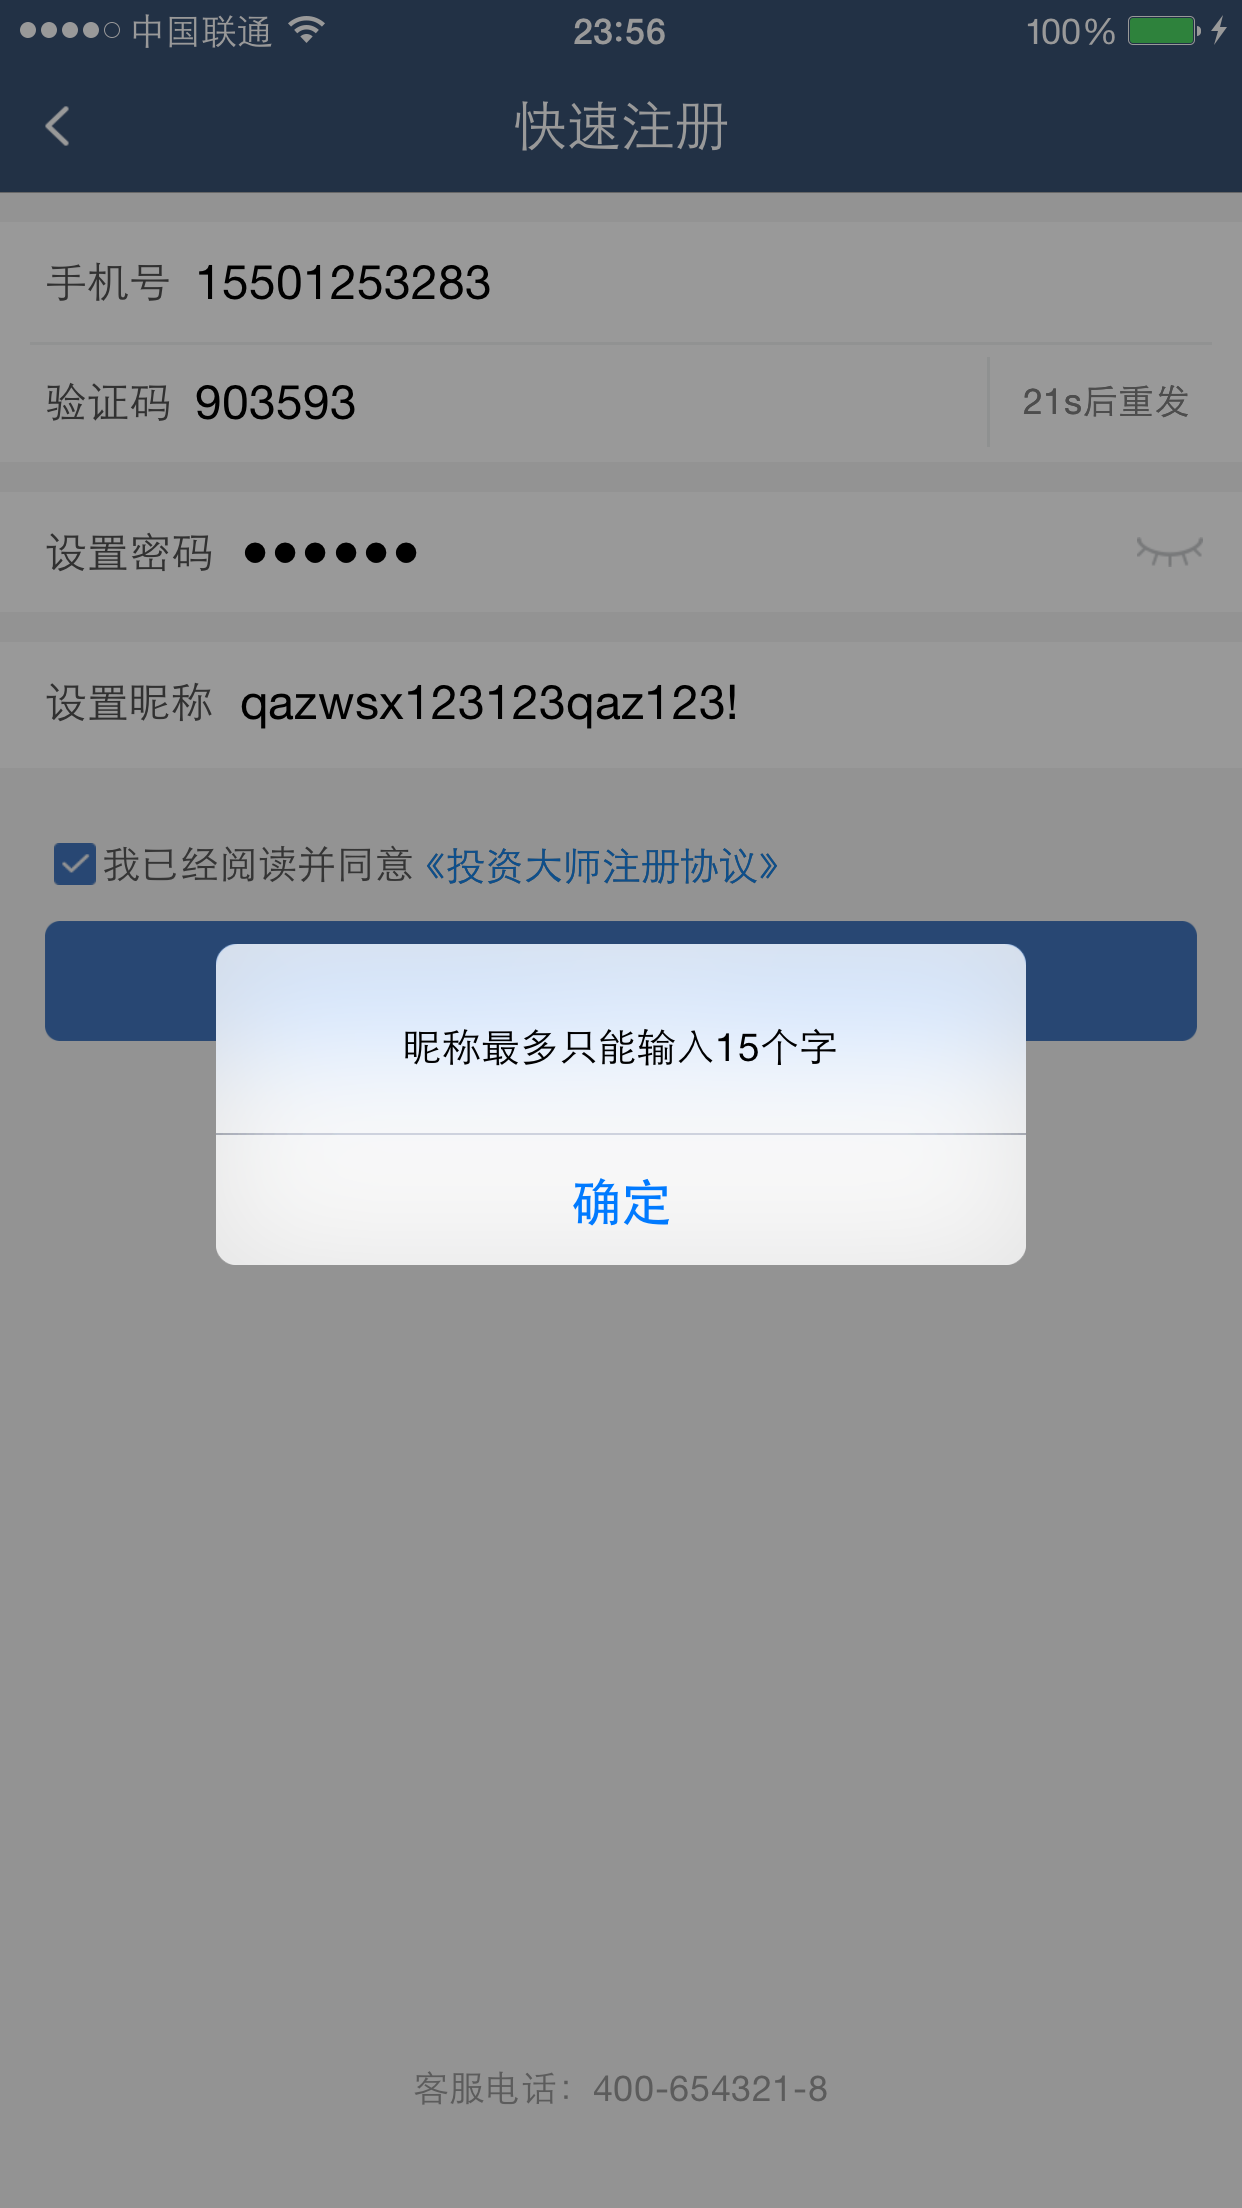 中国联通 23:56 100%
快速注册
手机号 15501253283
验证码 903593 21s后重发
设置密码 ●●●●●●
设置昵称 qazwsx123123qaz123!
我已经阅读并同意《投资大师注册协议》
昵称最多只能输入15个字
确定
客服电话：400-654321-8